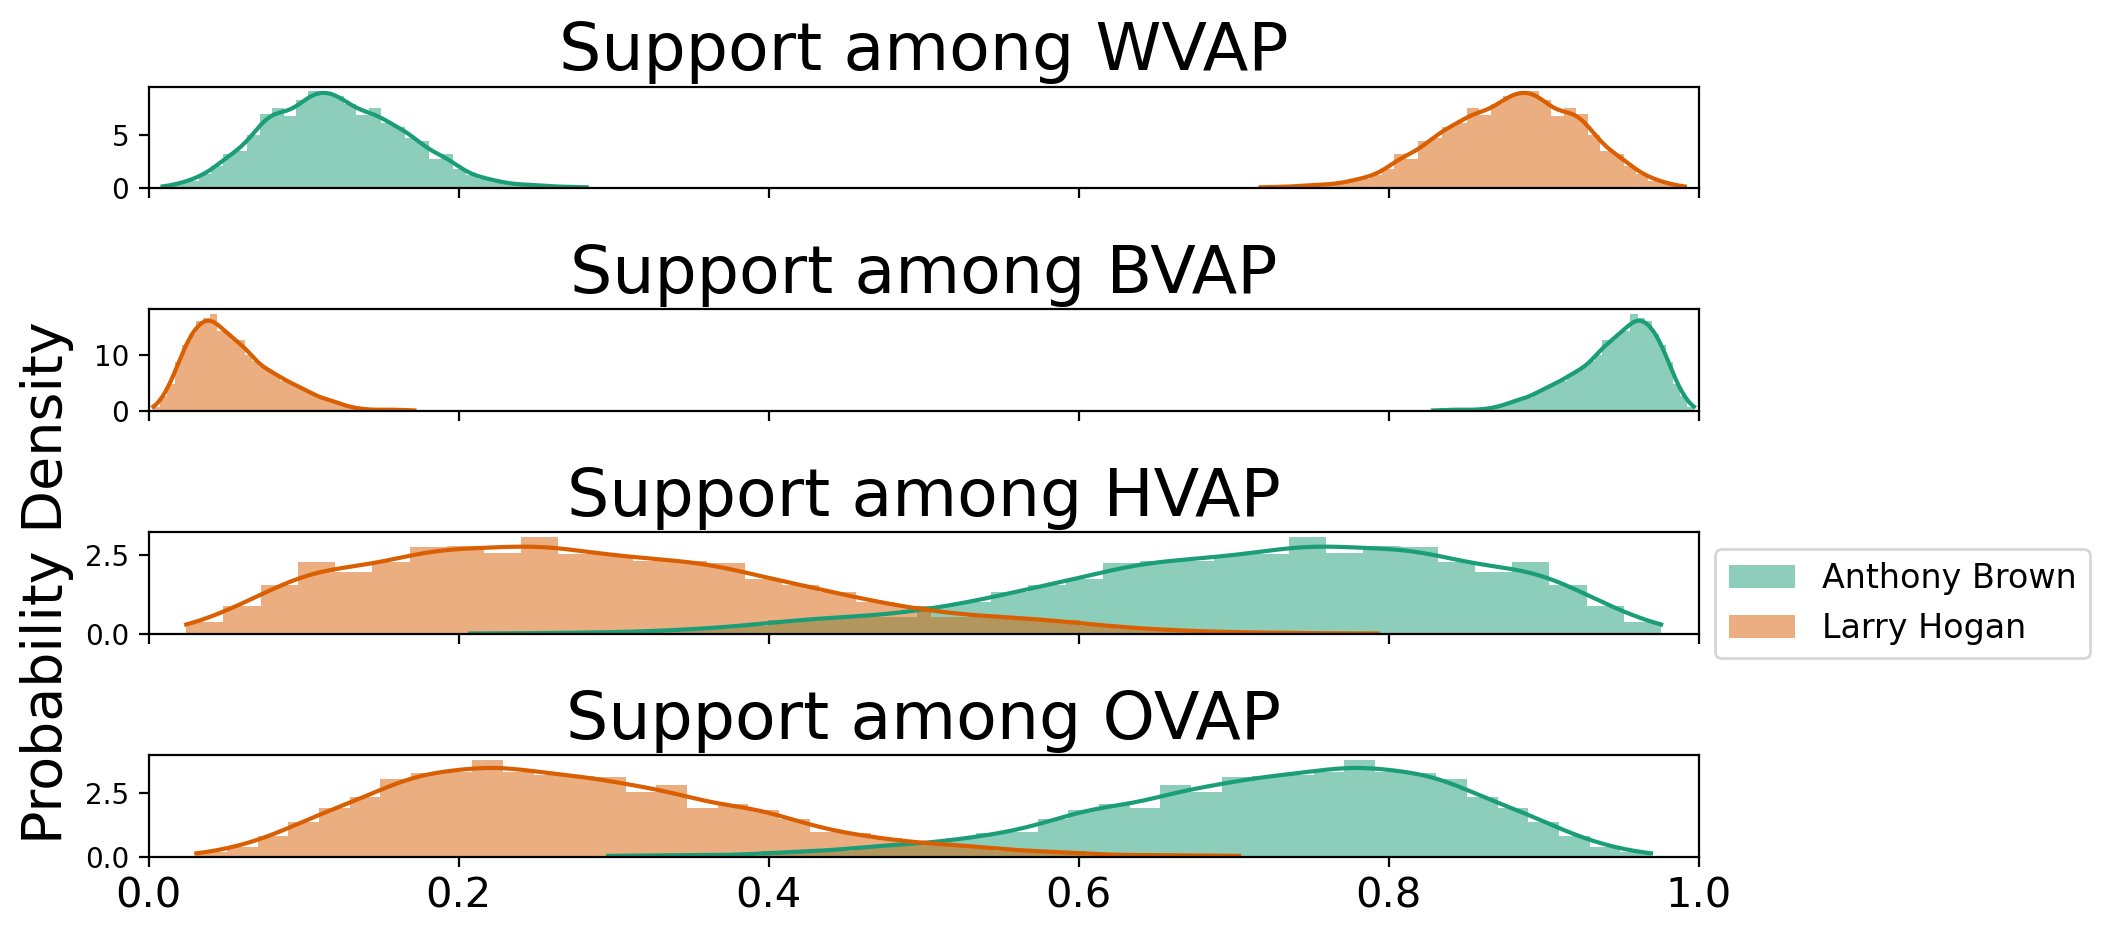 Support among WVAP
5
0
Support among BVAP
10
0
Support among HVAP
2.5
0.0
Support among OVAP
2.5
0.0
0.0 0.2 0.4 0.6 0.8 1.0
Probability Density
Anthony Brown
Larry Hogan